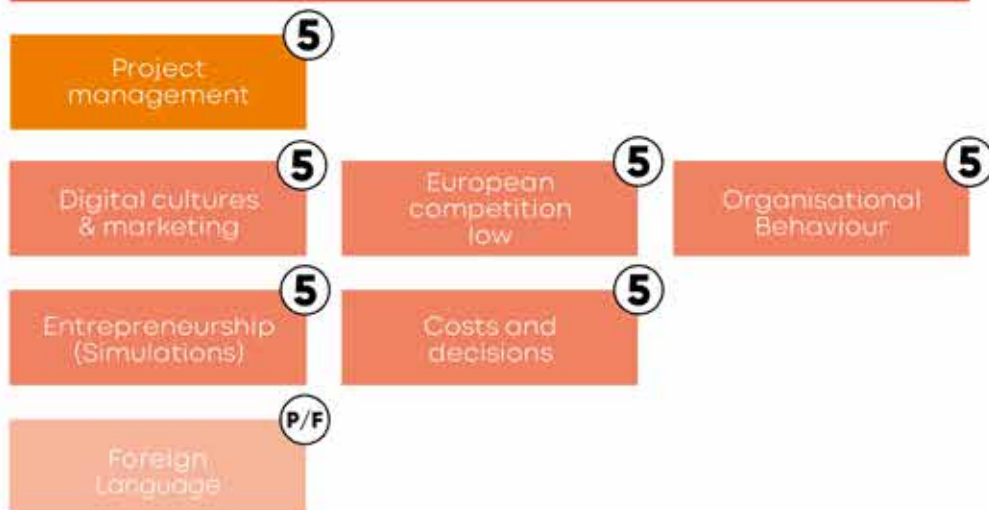 5
Project
management
5
Digital cultures
& marketing
5
European
competition
low
5
Organisational
Behaviour
5
Entrepreneurship
(Simulations)
5
Costs and
decisions
P/F
Foreign
Language